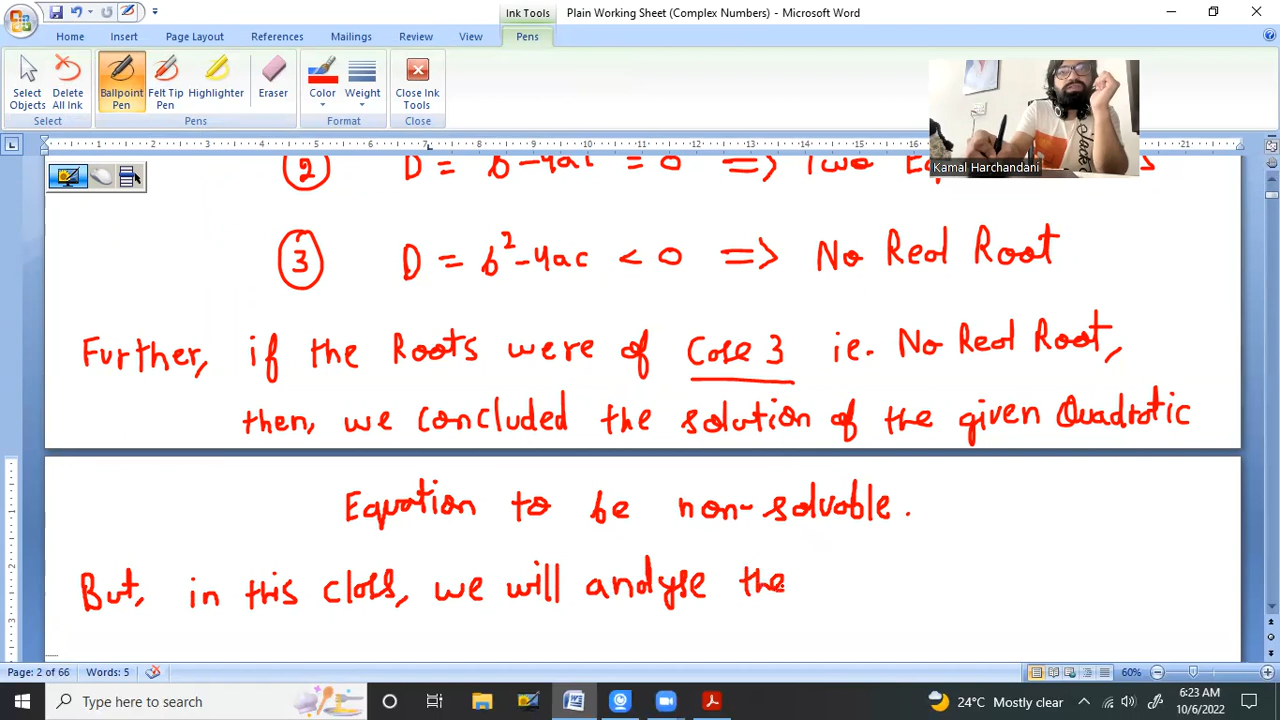 Ink Tools
Plain Working Sheet (Complex Numbers) - Microsoft Word
Home Insert Page Layout References Mailings Review View Pens
Select Objects
Delete All Ink
Ballpoint Pen
Felt Tip Pen
Highlighter
Eraser
Color
Weight
Close Ink Tools
Select Pens Format Close
Kamal Harchandani
2 D = b-4ac = 0 => Two
3 D = b²-4ac < 0 => No Real Root
Further, if the Roots were of Case 3 ie. No Real Root,
then, we concluded the solution of the given Quadratic
Equation to be non-solvable.
But, in this class, we will analyse the
Page: 2 of 66 Words: 5 60%
Type here to search
24°C Mostly clear
6:23 AM
10/6/2022